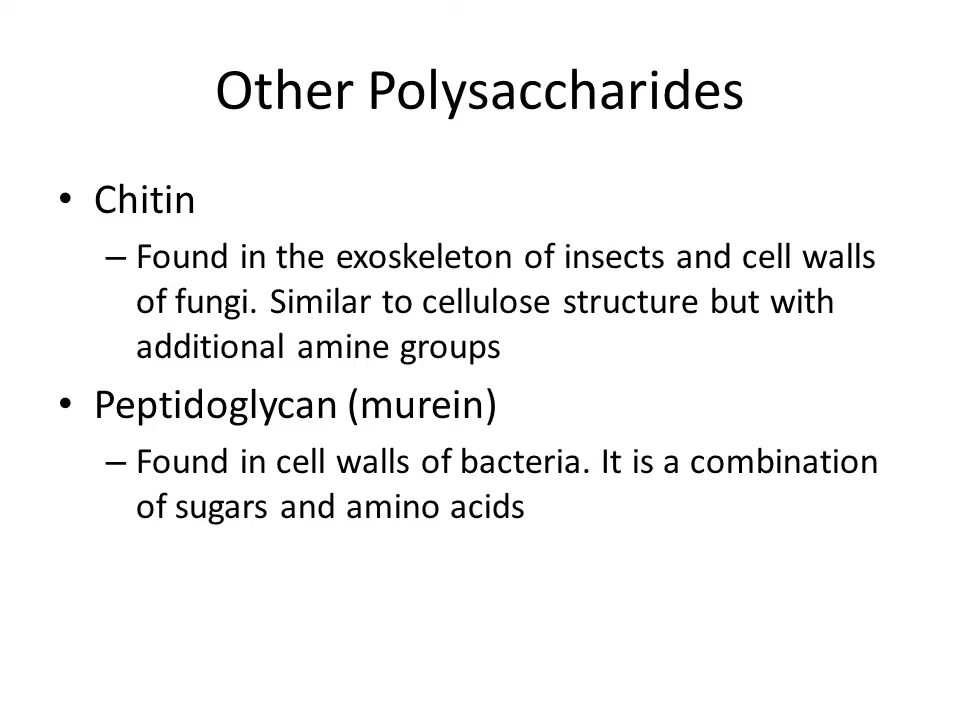 Other Polysaccharides
• Chitin
– Found in the exoskeleton of insects and cell walls
of fungi. Similar to cellulose structure but with
additional amine groups
• Peptidoglycan (murein)
– Found in cell walls of bacteria. It is a combination
of sugars and amino acids